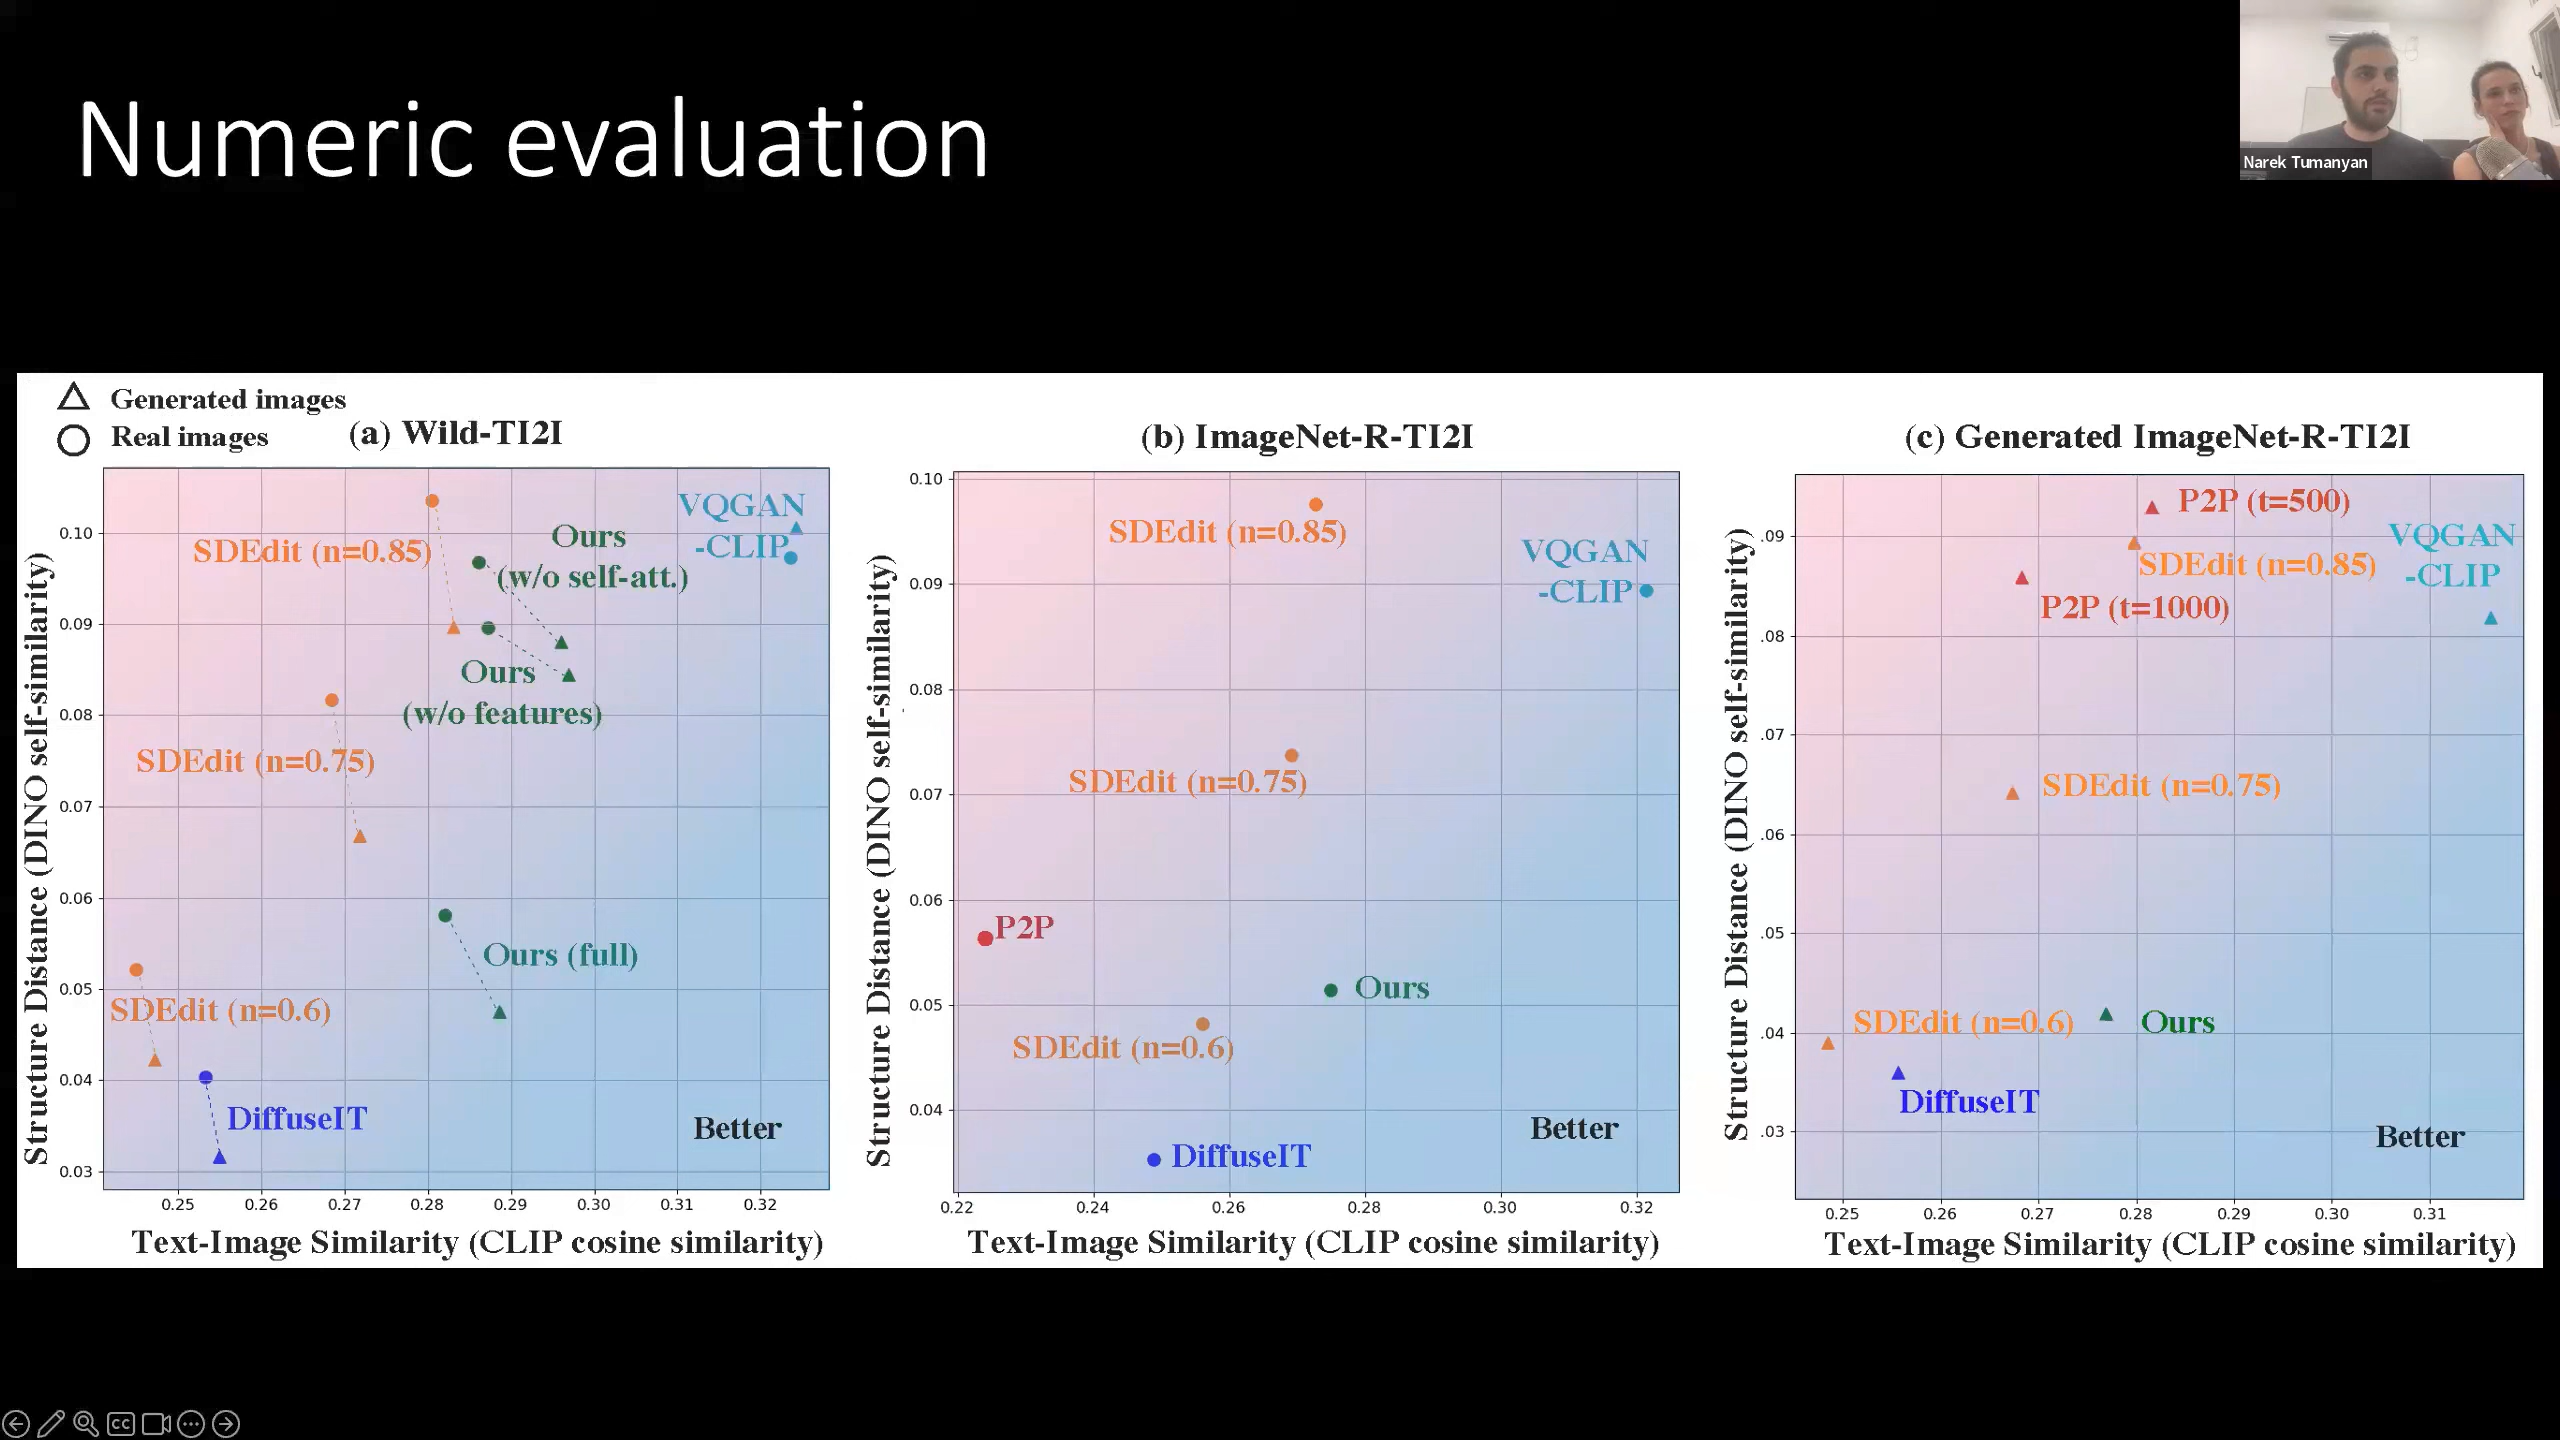 Numeric evaluation
Narek Tumanyan
Generated images
Real images
(a) Wild-TI2I
Structure Distance (DINO self-similarity)
0.10
0.09
0.08
0.07
0.06
0.05
0.04
0.03
SDEdit (n=0.85)
Ours
(w/o self-att.)
VQGAN
-CLIP
Ours
(w/o features)
SDEdit (n=0.75)
Ours (full)
SDEdit (n=0.6)
DiffuseIT
Better
0.25 0.26 0.27 0.28 0.29 0.30 0.31 0.32
Text-Image Similarity (CLIP cosine similarity)
(b) ImageNet-R-TI2I
Structure Distance (DINO self-similarity)
0.10
0.09
0.08
0.07
0.06
0.05
0.04
SDEdit (n=0.85)
VQGAN
-CLIP
SDEdit (n=0.75)
P2P
Ours
SDEdit (n=0.6)
Better
DiffuseIT
0.22 0.24 0.26 0.28 0.30 0.32
Text-Image Similarity (CLIP cosine similarity)
(c) Generated ImageNet-R-TI2I
Structure Distance (DINO self-similarity)
.09
.08
.07
.06
.05
.04
.03
P2P (t=500)
VQGAN
-CLIP
SDEdit (n=0.85)
P2P (t=1000)
SDEdit (n=0.75)
SDEdit (n=0.6)
Ours
DiffuseIT
Better
0.25 0.26 0.27 0.28 0.29 0.30 0.31
Text-Image Similarity (CLIP cosine similarity)
CC